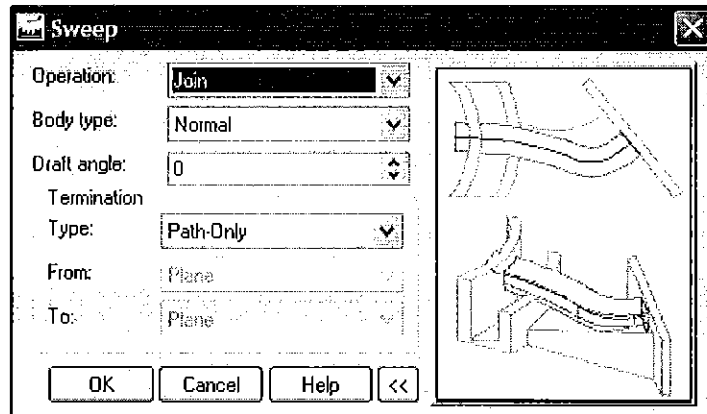 Sweep
Operation: Join
Body type: Normal
Draft angle: 0
Termination
Type: Path-Only
From: Plane
To: Plane
OK Cancel Help <<